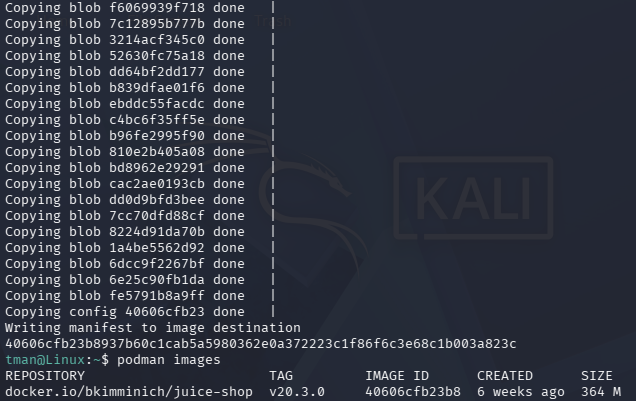 Copying blob f6069939f718 done   |
Copying blob 7c12895b777b done   |
Copying blob 3214acf345c0 done   |
Copying blob 52630fc75a18 done   |
Copying blob dd64bf2dd177 done   |
Copying blob b839dfae01f6 done   |
Copying blob ebddc55facdc done   |
Copying blob c4bc6f35ff5e done   |
Copying blob b96fe2995f90 done   |
Copying blob 810e2b405a08 done   |
Copying blob bd8962e29291 done   |
Copying blob cac2ae0193cb done   |
Copying blob dd0d9bfd3bee done   |
Copying blob 7cc70dfd88cf done   |
Copying blob 8224d91da70b done   |
Copying blob 1a4be5562d92 done   |
Copying blob 6dcc9f2267bf done   |
Copying blob 6e25c90fb1da done   |
Copying blob fe5791b8a9ff done   |
Copying config 40606cfb23 done   |
Writing manifest to image destination
40606cfb23b8937b60c1cab5a5980362e0a372223c1f86f6c3e68c1b003a823c
tman@Linux:~$ podman images
REPOSITORY                      TAG         IMAGE ID      CREATED      SIZE
docker.io/bkimminich/juice-shop  v20.3.0     40606cfb23b8  6 weeks ago  364 M
KALI